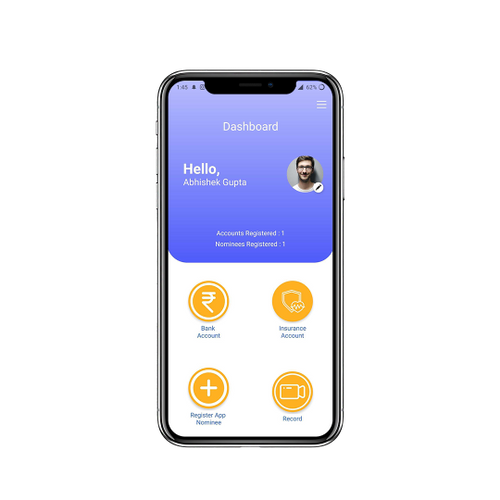 1:45
62%
Dashboard
Hello,
Abhishek Gupta
Accounts Registered : 1
Nominees Registered : 1
Bank
Account
Insurance
Account
Register App
Nominee
Record